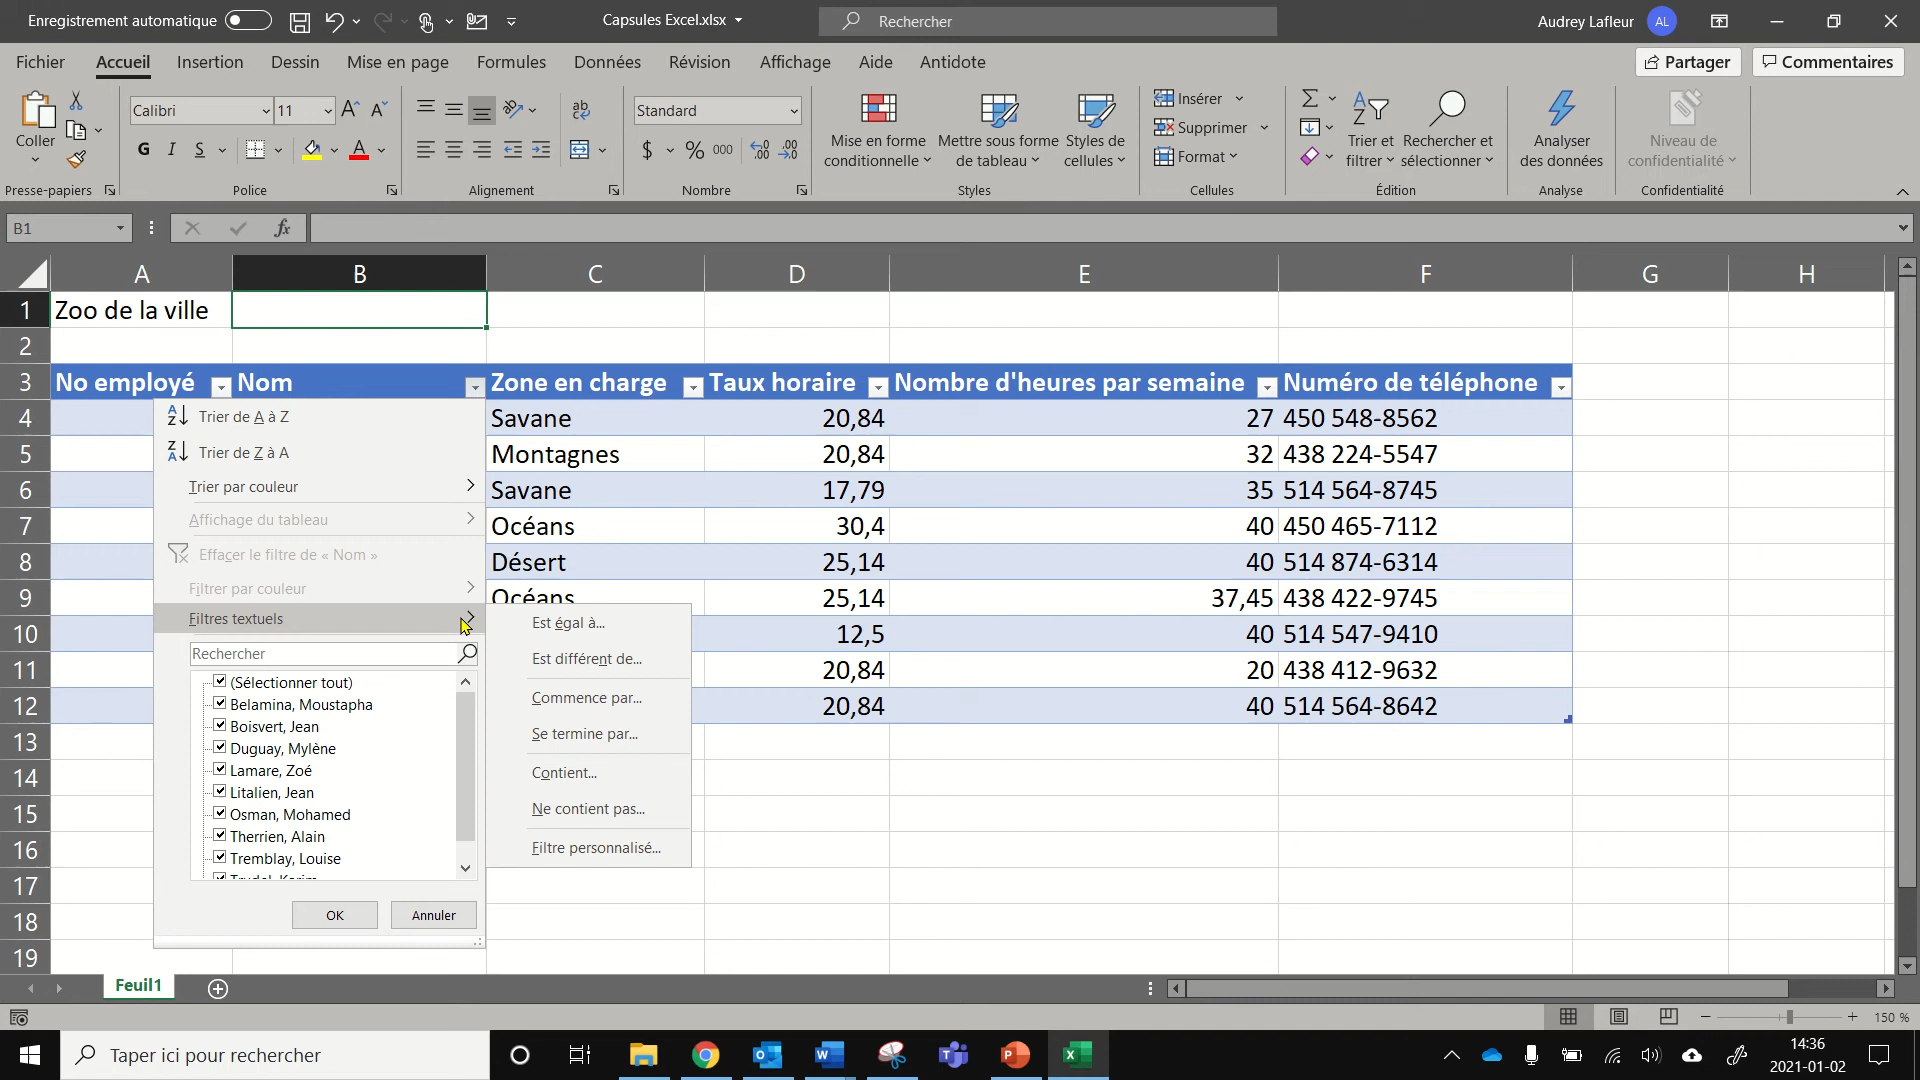 Enregistrement automatique
Capsules Excel.xlsx
Rechercher
Audrey Lafleur
AL
Fichier
Accueil
Insertion
Dessin
Mise en page
Formules
Données
Révision
Affichage
Aide
Antidote
Partager
Commentaires
Coller
Calibri
11
G I S
Standard
$ % 000
Mise en forme conditionnelle
Mettre sous forme de tableau
Styles de cellules
Insérer
Supprimer
Format
Trier et filtrer
Rechercher et sélectionner
Analyser des données
Niveau de confidentialité
Presse-papiers
Police
Alignement
Nombre
Styles
Cellules
Édition
Analyse
Confidentialité
B1
fx
A B C D E F G H
1 Zoo de la ville
2
3 No employé Nom Zone en charge Taux horaire Nombre d'heures par semaine Numéro de téléphone
4 Savane 20,84 27 450 548-8562
5 Montagnes 20,84 32 438 224-5547
6 Savane 17,79 35 514 564-8745
7 Océans 30,4 40 450 465-7112
8 Désert 25,14 40 514 874-6314
9 Océans 25,14 37,45 438 422-9745
10 12,5 40 514 547-9410
11 20,84 20 438 412-9632
12 20,84 40 514 564-8642
13
14
15
16
17
18
19
Trier de A à Z
Trier de Z à A
Trier par couleur
Affichage du tableau
Effacer le filtre de « Nom »
Filtrer par couleur
Filtres textuels
Rechercher
(Sélectionner tout)
Belamina, Moustapha
Boisvert, Jean
Duguay, Mylène
Lamare, Zoé
Litalien, Jean
Osman, Mohamed
Therrien, Alain
Tremblay, Louise
OK
Annuler
Est égal à...
Est différent de...
Commence par...
Se termine par...
Contient...
Ne contient pas...
Filtre personnalisé...
Feuil1
150 %
Taper ici pour rechercher
14:36
2021-01-02